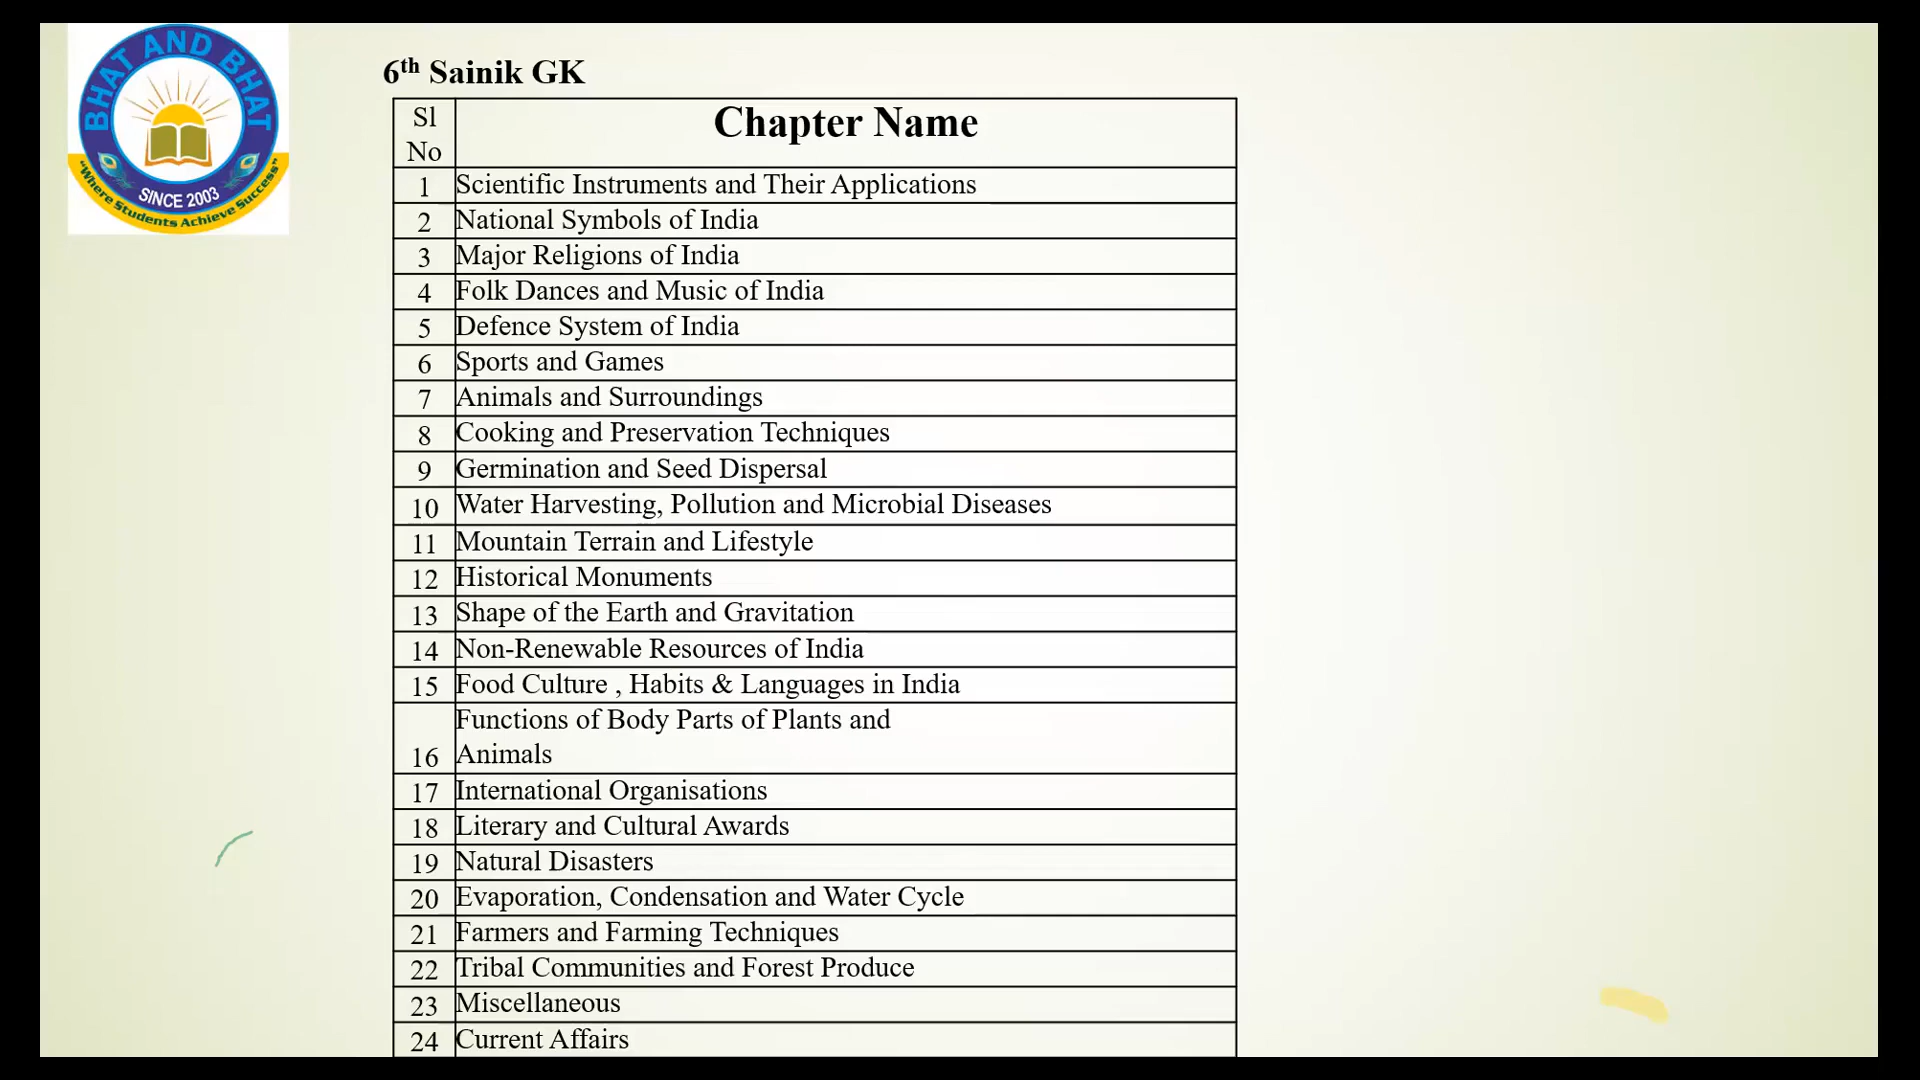 BHAT AND BHAT
SINCE 2003
"Where Students Achieve Success"
6th Sainik GK
Sl No Chapter Name
1 Scientific Instruments and Their Applications
2 National Symbols of India
3 Major Religions of India
4 Folk Dances and Music of India
5 Defence System of India
6 Sports and Games
7 Animals and Surroundings
8 Cooking and Preservation Techniques
9 Germination and Seed Dispersal
10 Water Harvesting, Pollution and Microbial Diseases
11 Mountain Terrain and Lifestyle
12 Historical Monuments
13 Shape of the Earth and Gravitation
14 Non-Renewable Resources of India
15 Food Culture , Habits & Languages in India
Functions of Body Parts of Plants and
16 Animals
17 International Organisations
18 Literary and Cultural Awards
19 Natural Disasters
20 Evaporation, Condensation and Water Cycle
21 Farmers and Farming Techniques
22 Tribal Communities and Forest Produce
23 Miscellaneous
24 Current Affairs